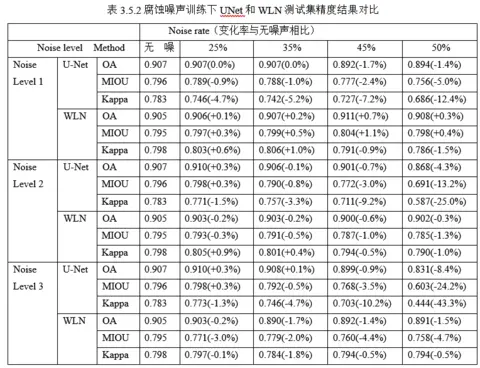 表 3.5.2 腐蚀噪声训练下 UNet 和 WLN 测试集精度结果对比
Noise rate（变化率与无噪声相比）
Noise level Method 无 噪 25% 35% 45% 50%
Noise Level 1 U-Net OA 0.907 0.907(0.0%) 0.907(0.0%) 0.892(-1.7%) 0.894(-1.4%)
MIOU 0.796 0.789(-0.9%) 0.788(-1.0%) 0.777(-2.4%) 0.756(-5.0%)
Kappa 0.783 0.746(-4.7%) 0.742(-5.2%) 0.727(-7.2%) 0.686(-12.4%)
WLN OA 0.905 0.906(+0.1%) 0.907(+0.2%) 0.911(+0.7%) 0.908(+0.3%)
MIOU 0.795 0.797(+0.3%) 0.799(+0.5%) 0.804(+1.1%) 0.798(+0.4%)
Kappa 0.798 0.803(+0.6%) 0.806(+1.0%) 0.791(-0.9%) 0.786(-1.5%)
Noise Level 2 U-Net OA 0.907 0.910(+0.3%) 0.906(-0.1%) 0.901(-0.7%) 0.868(-4.3%)
MIOU 0.796 0.798(+0.3%) 0.790(-0.8%) 0.772(-3.0%) 0.691(-13.2%)
Kappa 0.783 0.771(-1.5%) 0.757(-3.3%) 0.711(-9.2%) 0.587(-25.0%)
WLN OA 0.905 0.903(-0.2%) 0.903(-0.2%) 0.900(-0.6%) 0.902(-0.3%)
MIOU 0.795 0.793(-0.3%) 0.791(-0.5%) 0.787(-1.0%) 0.785(-1.3%)
Kappa 0.798 0.805(+0.9%) 0.801(+0.4%) 0.794(-0.5%) 0.790(-1.0%)
Noise Level 3 U-Net OA 0.907 0.910(+0.3%) 0.908(+0.1%) 0.899(-0.9%) 0.831(-8.4%)
MIOU 0.796 0.798(+0.3%) 0.792(-0.5%) 0.768(-3.5%) 0.603(-24.2%)
Kappa 0.783 0.773(-1.3%) 0.746(-4.7%) 0.703(-10.2%) 0.444(-43.3%)
WLN OA 0.905 0.903(-0.2%) 0.890(-1.7%) 0.892(-1.4%) 0.891(-1.5%)
MIOU 0.795 0.771(-3.0%) 0.779(-2.0%) 0.760(-4.4%) 0.758(-4.7%)
Kappa 0.798 0.797(-0.1%) 0.784(-1.8%) 0.794(-0.5%) 0.794(-0.5%)